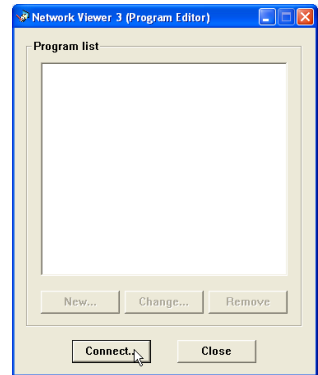 Network Viewer 3 (Program Editor)
Program list
New... Change... Remove
Connect... Close